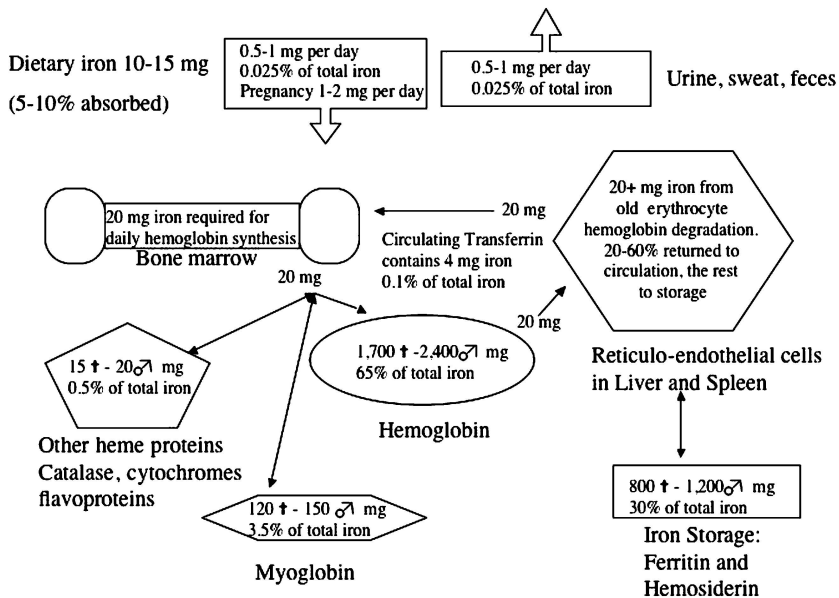 Dietary iron 10-15 mg
(5-10% absorbed)
0.5-1 mg per day
0.025% of total iron
Pregnancy 1-2 mg per day
0.5-1 mg per day
0.025% of total iron
Urine, sweat, feces
20 mg iron required for
daily hemoglobin synthesis
Bone marrow
20 mg
20 mg
Circulating Transferrin
contains 4 mg iron
0.1% of total iron
20+ mg iron from
old erythrocyte
hemoglobin degradation.
20-60% returned to
circulation, the rest
to storage
20 mg
Reticulo-endothelial cells
in Liver and Spleen
15 ✝ - 20♂ mg
0.5% of total iron
Other heme proteins
Catalase, cytochromes
flavoproteins
1,700 ✝ -2,400♂ mg
65% of total iron
Hemoglobin
120 ✝ - 150 ♂ mg
3.5% of total iron
Myoglobin
800 ✝ - 1,200♂ mg
30% of total iron
Iron Storage:
Ferritin and
Hemosiderin